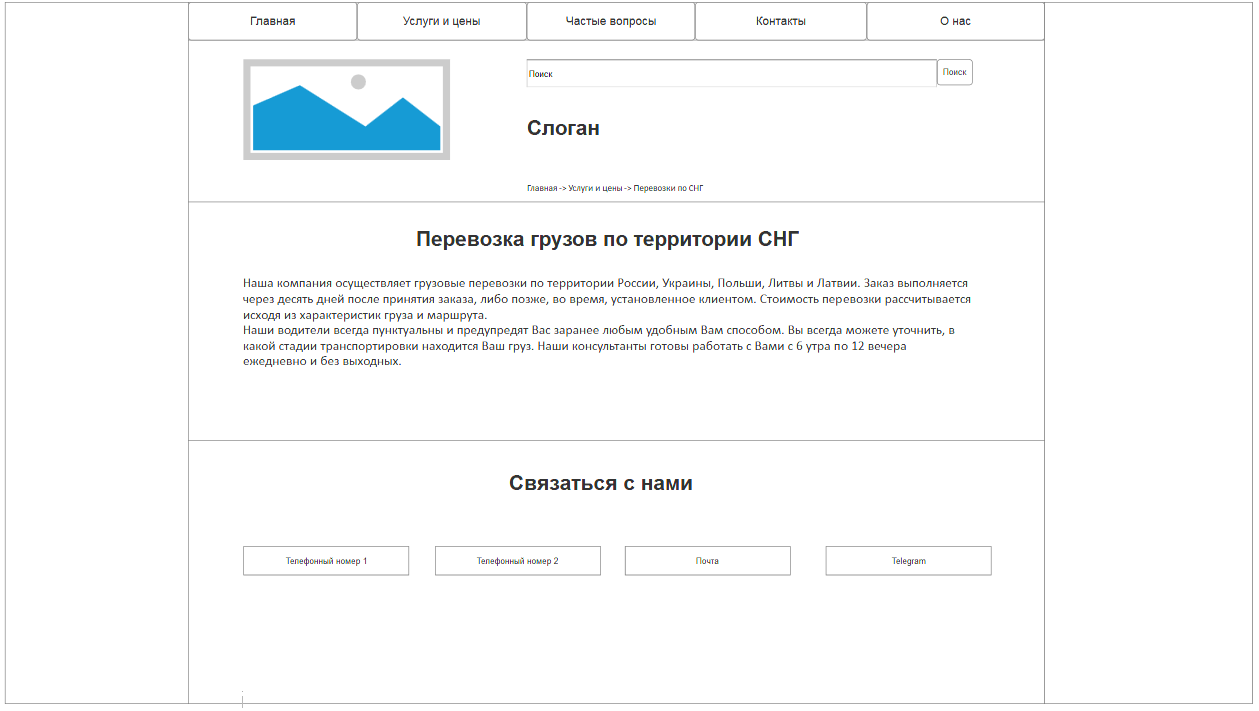 Главная
Услуги и цены
Частые вопросы
Контакты
О нас
Поиск
Поиск
Слоган
Главная -> Услуги и цены -> Перевозки по СНГ
Перевозка грузов по территории СНГ
Наша компания осуществляет грузовые перевозки по территории России, Украины, Польши, Литвы и Латвии. Заказ выполняется
через десять дней после принятия заказа, либо позже, во время, установленное клиентом. Стоимость перевозки рассчитывается
исходя из характеристик груза и маршрута.
Наши водители всегда пунктуальны и предупредят Вас заранее любым удобным Вам способом. Вы всегда можете уточнить, в
какой стадии транспортировки находится Ваш груз. Наши консультанты готовы работать с Вами с 6 утра по 12 вечера
ежедневно и без выходных.
Связаться с нами
Телефонный номер 1
Телефонный номер 2
Почта
Telegram